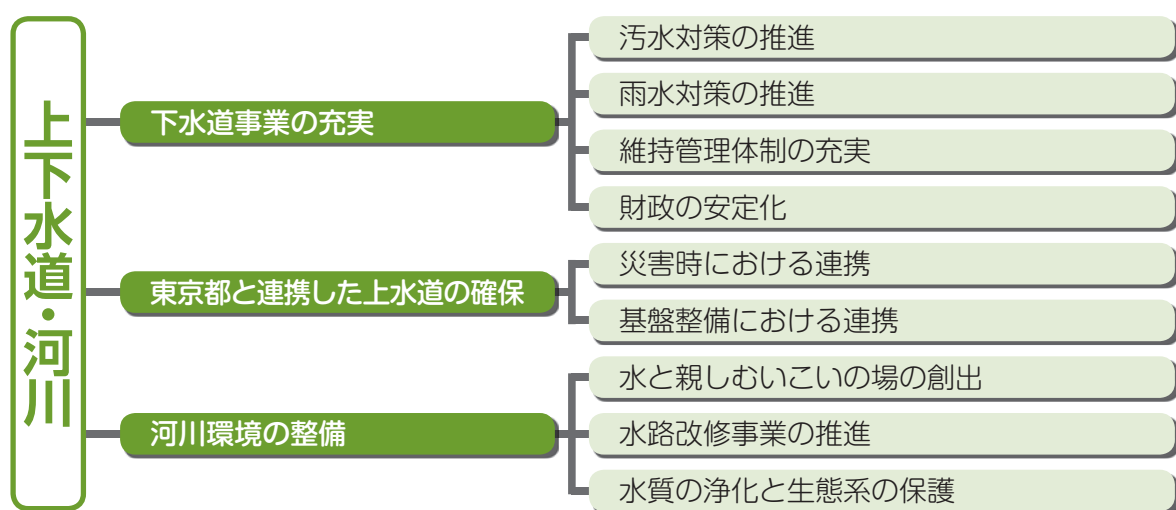 上下水道・河川
下水道事業の充実
汚水対策の推進
雨水対策の推進
維持管理体制の充実
財政の安定化
東京都と連携した上水道の確保
災害時における連携
基盤整備における連携
河川環境の整備
水と親しむいこいの場の創出
水路改修事業の推進
水質の浄化と生態系の保護